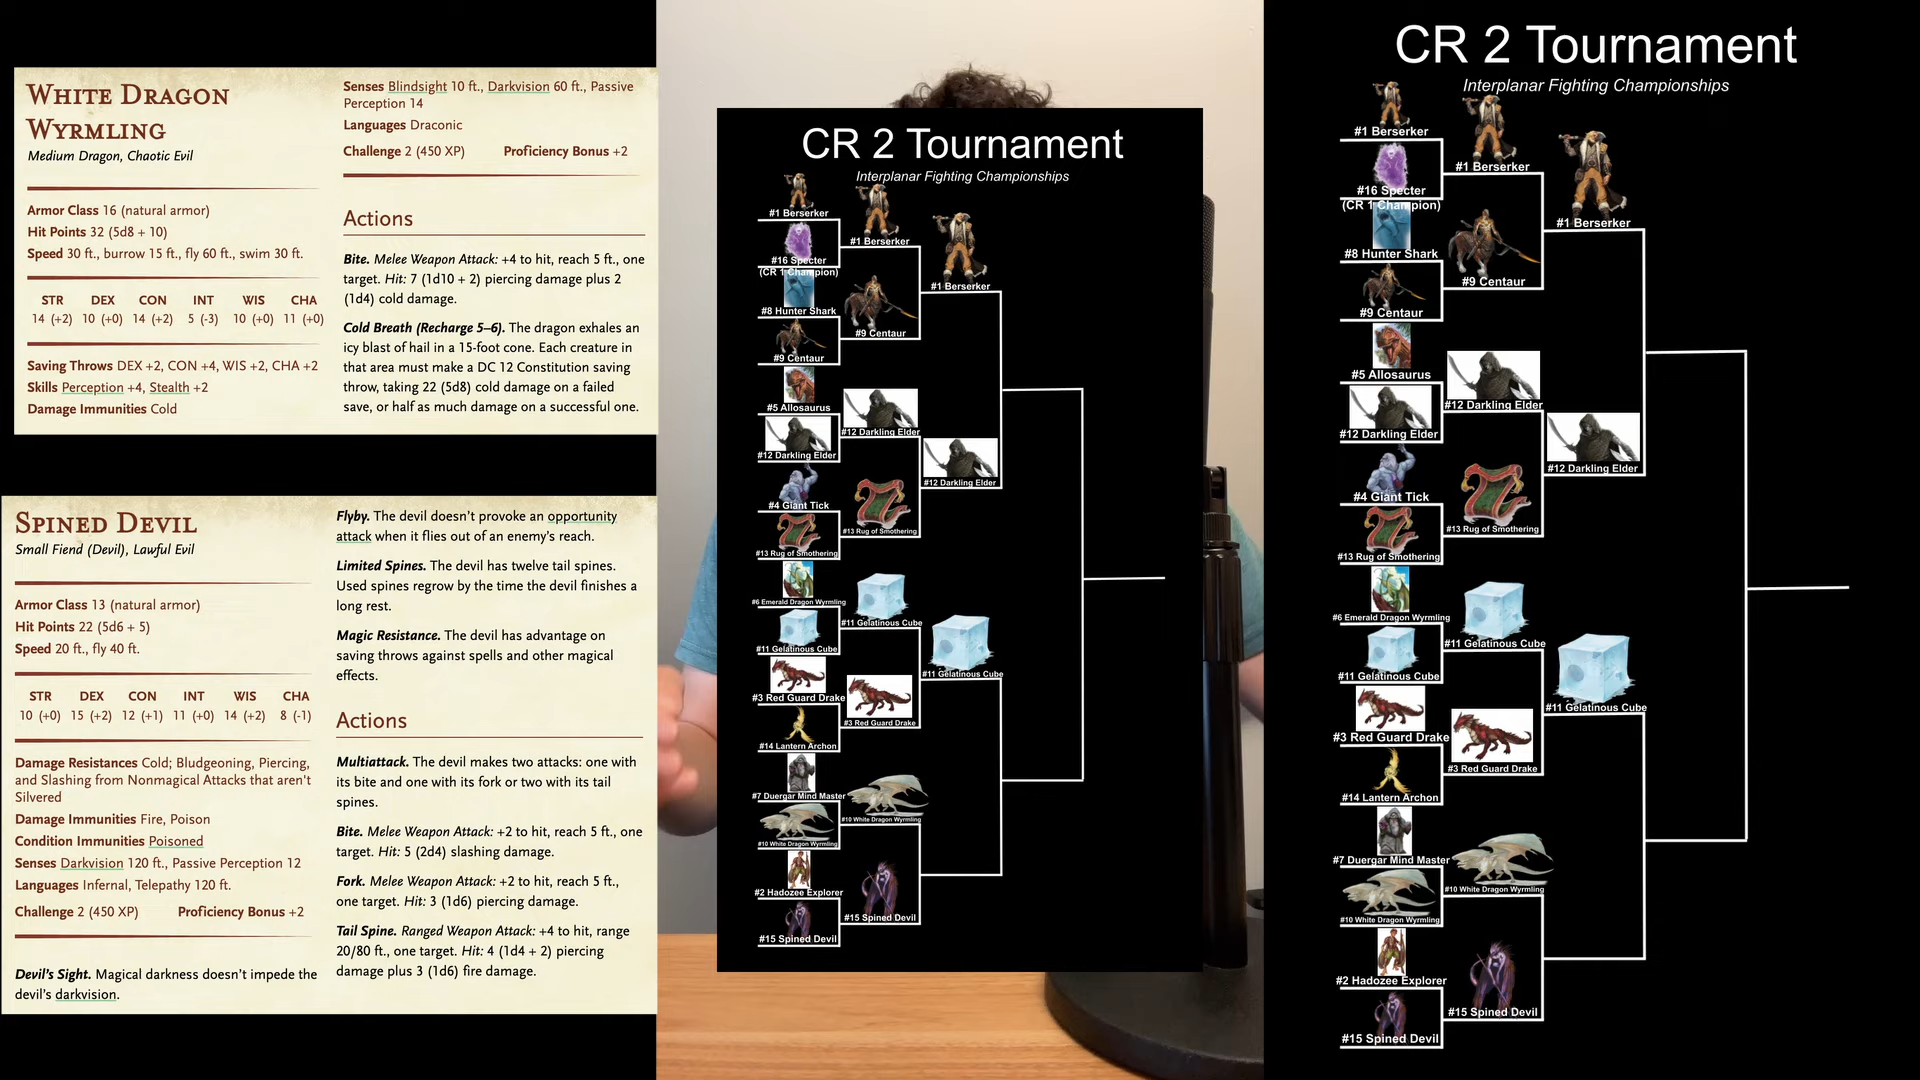 White Dragon
Wyrmling
Medium Dragon, Chaotic Evil
Armor Class 16 (natural armor)
Hit Points 32 (5d8 + 10)
Speed 30 ft., burrow 15 ft., fly 60 ft., swim 30 ft.
STR DEX CON INT WIS CHA
14 (+2) 10 (+0) 14 (+2) 5 (-3) 10 (+0) 11 (+0)
Saving Throws DEX +2, CON +4, WIS +2, CHA +2
Skills Perception +4, Stealth +2
Damage Immunities Cold
Senses Blindsight 10 ft., Darkvision 60 ft., Passive
Perception 14
Languages Draconic
Challenge 2 (450 XP) Proficiency Bonus +2
Actions
Bite. Melee Weapon Attack: +4 to hit, reach 5 ft., one
target. Hit: 7 (1d10 + 2) piercing damage plus 2
(1d4) cold damage.
Cold Breath (Recharge 5–6). The dragon exhales an
icy blast of hail in a 15-foot cone. Each creature in
that area must make a DC 12 Constitution saving
throw, taking 22 (5d8) cold damage on a failed
save, or half as much damage on a successful one.
Spined Devil
Small Fiend (Devil), Lawful Evil
Armor Class 13 (natural armor)
Hit Points 22 (5d6 + 5)
Speed 20 ft., fly 40 ft.
STR DEX CON INT WIS CHA
10 (+0) 15 (+2) 12 (+1) 11 (+0) 14 (+2) 8 (-1)
Damage Resistances Cold; Bludgeoning, Piercing,
and Slashing from Nonmagical Attacks that aren't
Silvered
Damage Immunities Fire, Poison
Condition Immunities Poisoned
Senses Darkvision 120 ft., Passive Perception 12
Languages Infernal, Telepathy 120 ft.
Challenge 2 (450 XP) Proficiency Bonus +2
Devil's Sight. Magical darkness doesn't impede the
devil's darkvision.
Flyby. The devil doesn't provoke an opportunity
attack when it flies out of an enemy's reach.
Limited Spines. The devil has twelve tail spines.
Used spines regrow by the time the devil finishes a
long rest.
Magic Resistance. The devil has advantage on
saving throws against spells and other magical
effects.
Actions
Multiattack. The devil makes two attacks: one with
its bite and one with its fork or two with its tail
spines.
Bite. Melee Weapon Attack: +2 to hit, reach 5 ft., one
target. Hit: 5 (2d4) slashing damage.
Fork. Melee Weapon Attack: +2 to hit, reach 5 ft.,
one target. Hit: 3 (1d6) piercing damage.
Tail Spine. Ranged Weapon Attack: +4 to hit, range
20/80 ft., one target. Hit: 4 (1d4 + 2) piercing
damage plus 3 (1d6) fire damage.
CR 2 Tournament
Interplanar Fighting Championships
#1 Berserker
#16 Specter
(CR 1 Champion)
#8 Hunter Shark
#9 Centaur
#5 Allosaurus
#12 Darkling Elder
#4 Giant Tick
#13 Rug of Smothering
#6 Emerald Dragon Wyrmling
#11 Gelatinous Cube
#3 Red Guard Drake
#14 Lantern Archon
#7 Duergar Mind Master
#10 White Dragon Wyrmling
#2 Hadozee Explorer
#15 Spined Devil
#1 Berserker
#9 Centaur
#12 Darkling Elder
#13 Rug of Smothering
#11 Gelatinous Cube
#3 Red Guard Drake
#10 White Dragon Wyrmling
#15 Spined Devil
#1 Berserker
#12 Darkling Elder
#11 Gelatinous Cube
CR 2 Tournament
Interplanar Fighting Championships
#1 Berserker
#16 Specter
(CR 1 Champion)
#8 Hunter Shark
#9 Centaur
#5 Allosaurus
#12 Darkling Elder
#4 Giant Tick
#13 Rug of Smothering
#6 Emerald Dragon Wyrmling
#11 Gelatinous Cube
#3 Red Guard Drake
#14 Lantern Archon
#7 Duergar Mind Master
#10 White Dragon Wyrmling
#2 Hadozee Explorer
#15 Spined Devil
#1 Berserker
#9 Centaur
#12 Darkling Elder
#13 Rug of Smothering
#11 Gelatinous Cube
#3 Red Guard Drake
#10 White Dragon Wyrmling
#15 Spined Devil
#1 Berserker
#12 Darkling Elder
#11 Gelatinous Cube